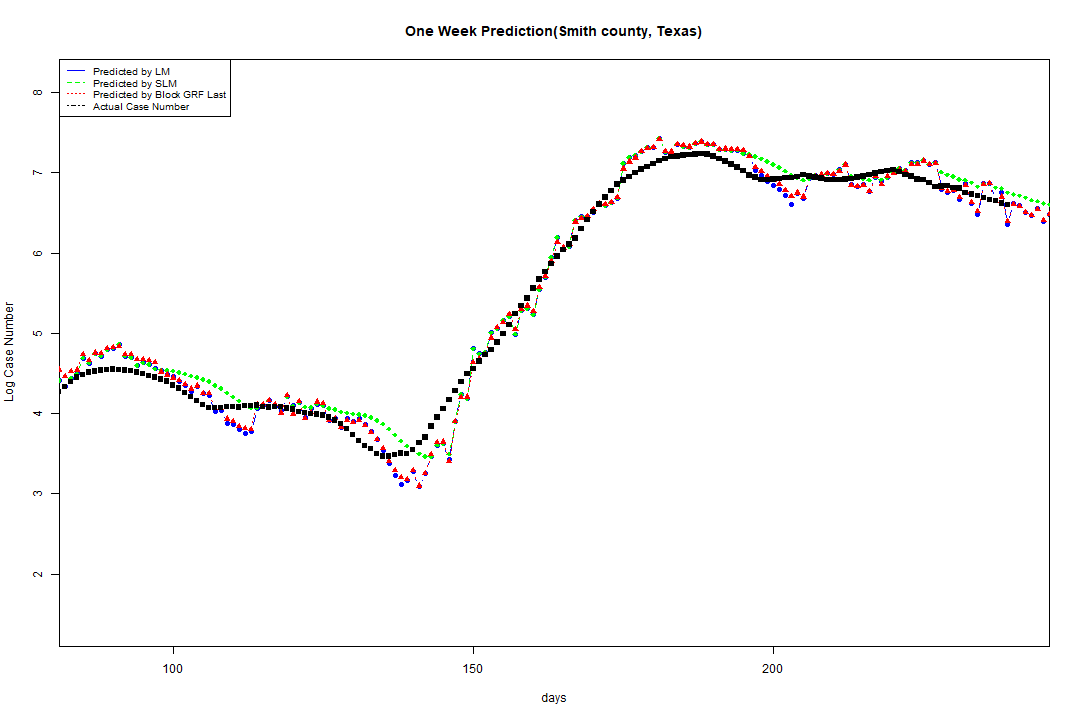 One Week Prediction(Smith county, Texas)
Predicted by LM
Predicted by SLM
Predicted by Block GRF Last
Actual Case Number
8
7
6
5
4
3
2
Log Case Number
100
150
200
days